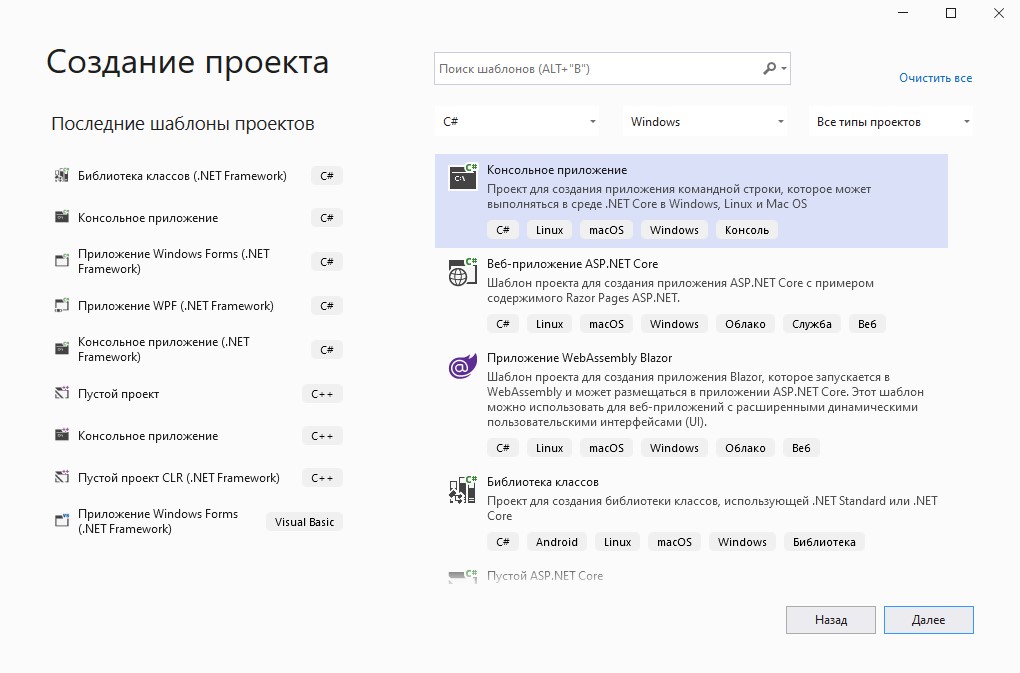 Создание проекта
Поиск шаблонов (ALT+"B")
Очистить все
Последние шаблоны проектов
C#
Windows
Все типы проектов
Библиотека классов (.NET Framework)
C#
Консольное приложение
C#
Приложение Windows Forms (.NET
Framework)
C#
Приложение WPF (.NET Framework)
C#
Консольное приложение (.NET
Framework)
C#
Пустой проект
C++
Консольное приложение
C++
Пустой проект CLR (.NET Framework)
C++
Приложение Windows Forms
(.NET Framework)
Visual Basic
Консольное приложение
Проект для создания приложения командной строки, которое может
выполняться в среде .NET Core в Windows, Linux и Mac OS
C# Linux macOS Windows Консоль
Веб-приложение ASP.NET Core
Шаблон проекта для создания приложения ASP.NET Core с примером
содержимого Razor Pages ASP.NET.
C# Linux macOS Windows Облако Служба Веб
Приложение WebAssembly Blazor
Шаблон проекта для создания приложения Blazor, которое запускается в
WebAssembly и может размещаться в приложении ASP.NET Core. Этот шаблон
можно использовать для веб-приложений с расширенными динамическими
пользовательскими интерфейсами (UI).
C# Linux macOS Windows Облако Веб
Библиотека классов
Проект для создания библиотеки классов, использующей .NET Standard или .NET
Core
C# Android Linux macOS Windows Библиотека
Пустой ASP.NET Core
Назад
Далее